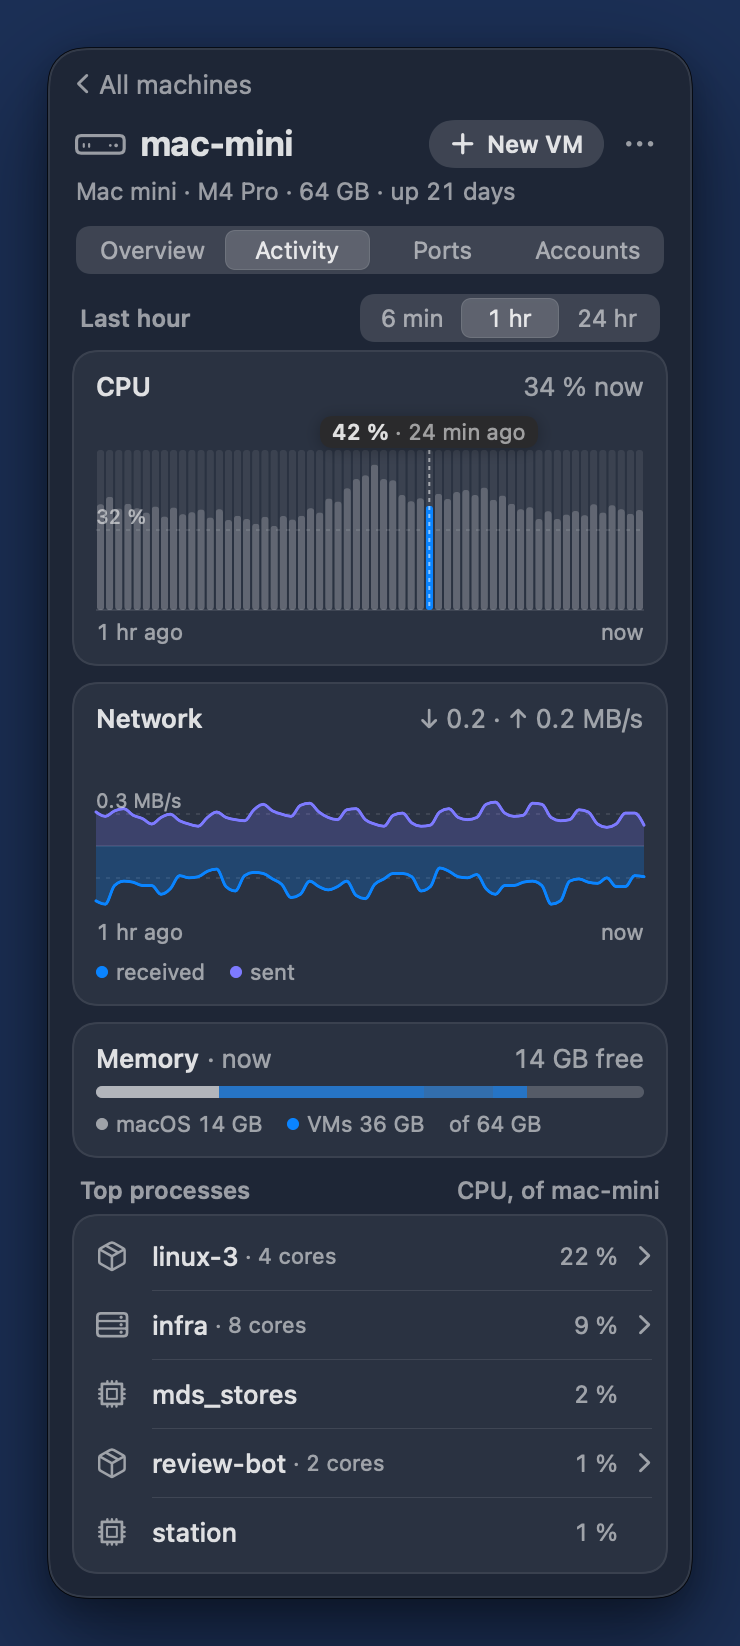 All machines
mac-mini
New VM
Mac mini · M4 Pro · 64 GB · up 21 days
Overview Activity Ports Accounts
Last hour 6 min 1 hr 24 hr
CPU 34 % now
42 % · 24 min ago
32 %
1 hr ago now
Network ↓ 0.2 · ↑ 0.2 MB/s
0.3 MB/s
1 hr ago now
received sent
Memory · now 14 GB free
macOS 14 GB VMs 36 GB of 64 GB
Top processes CPU, of mac-mini
linux-3 · 4 cores 22 %
infra · 8 cores 9 %
mds_stores 2 %
review-bot · 2 cores 1 %
station 1 %